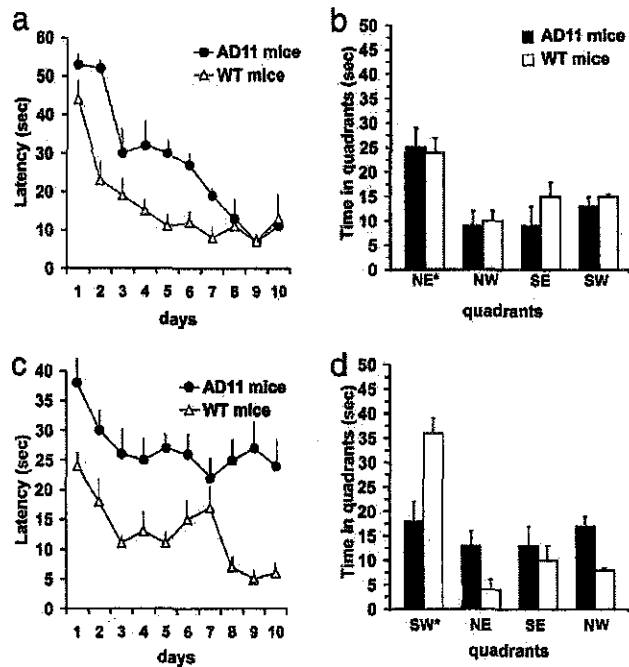 a
60
50
40
30
20
10
0
Latency (sec)
AD11 mice
WT mice
1 2 3 4 5 6 7 8 9 10
days
b
50
45
40
35
30
25
20
15
10
5
0
Time in quadrants (sec)
AD11 mice
WT mice
NE* NW SE SW
quadrants
c
40
35
30
25
20
15
10
5
0
Latency (sec)
AD11 mice
WT mice
1 2 3 4 5 6 7 8 9 10
days
d
50
45
40
35
30
25
20
15
10
5
0
Time in quadrants (sec)
SW* NE SE NW
quadrants